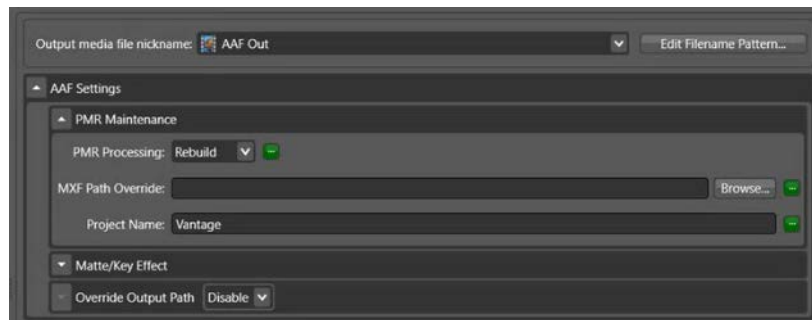 Output media file nickname: AAF Out Edit Filename Pattern...
AAF Settings
PMR Maintenance
PMR Processing: Rebuild
MXF Path Override: Browse...
Project Name: Vantage
Matte/Key Effect
Override Output Path Disable